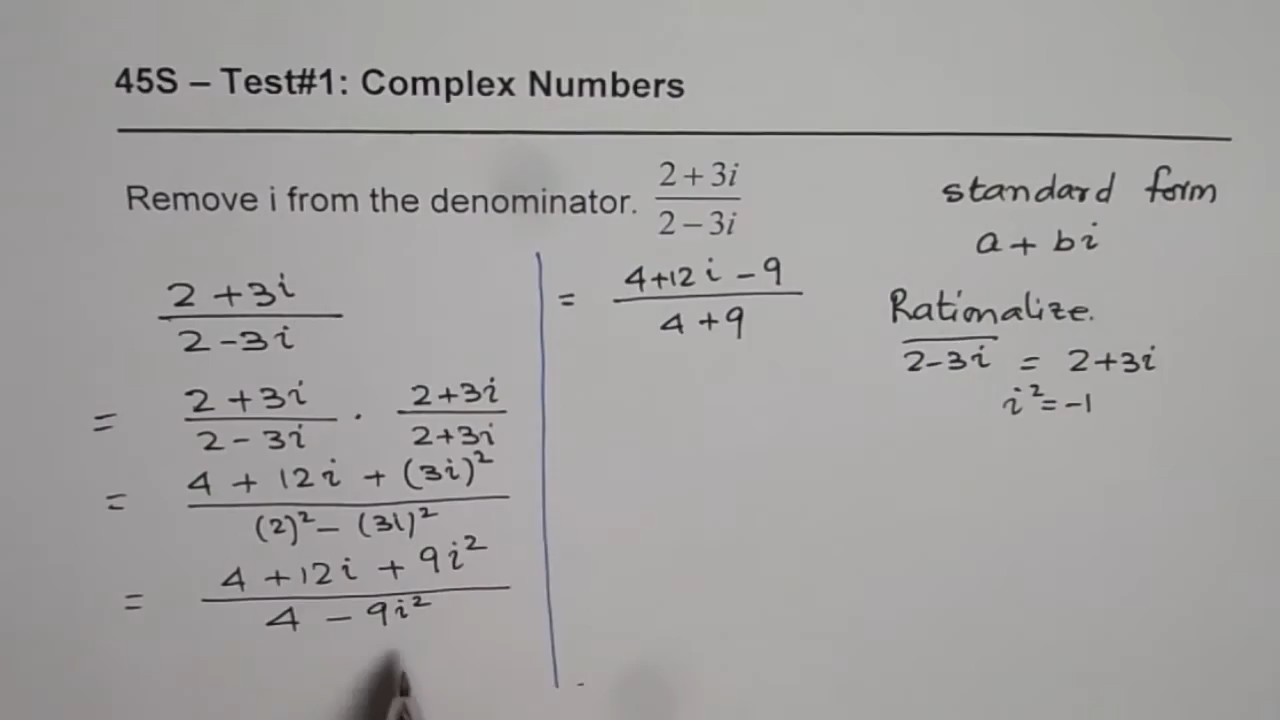 45S – Test#1: Complex Numbers
Remove i from the denominator. (2 + 3i)/(2 − 3i)
(2 + 3i)/(2 - 3i)
= (2 + 3i)/(2 - 3i) · (2+3i)/(2+3i)
= (4 + 12i + (3i)²)/((2)² - (3i)²)
= (4 + 12i + 9i²)/(4 - 9i²)
= (4+12i - 9)/(4+9)
standard form
a + bi
Rationalize.
\overline{2-3i} = 2+3i
i² = -1